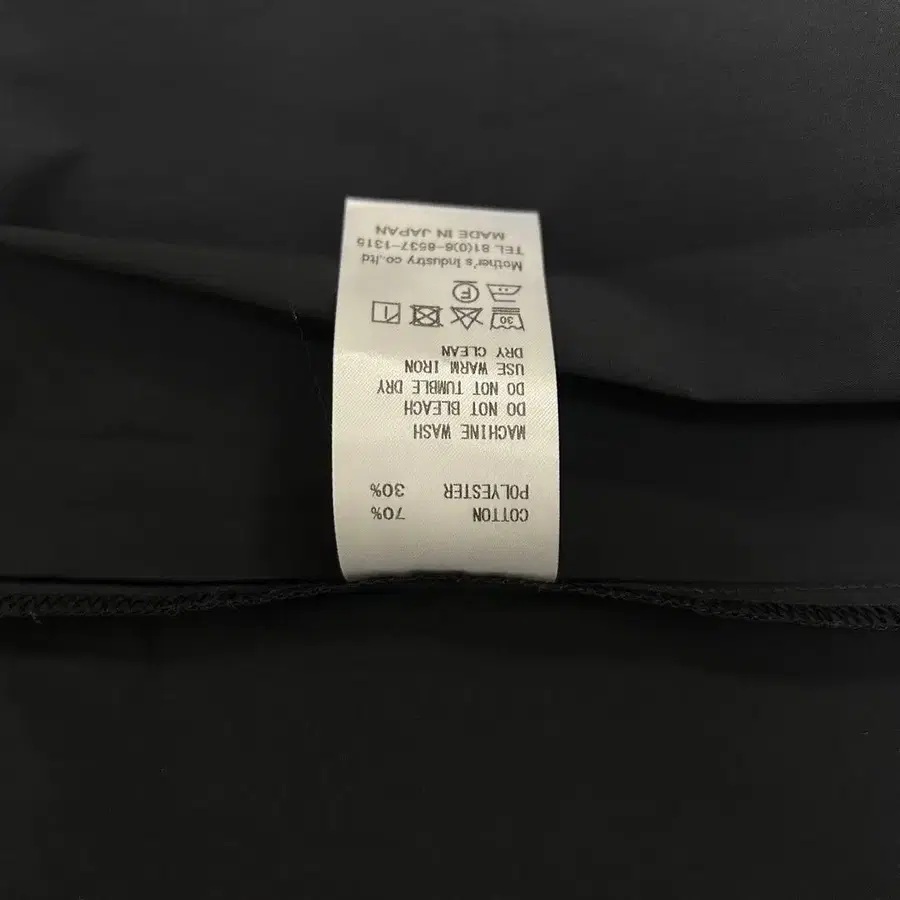 COTTON 70%
POLYESTER 30%
MACHINE WASH
DO NOT BLEACH
DO NOT TUMBLE DRY
USE WARM IRON
DRY CLEAN
30
F
Mother's Industry co.,ltd
TEL 81(0)6-6537-1315
MADE IN JAPAN